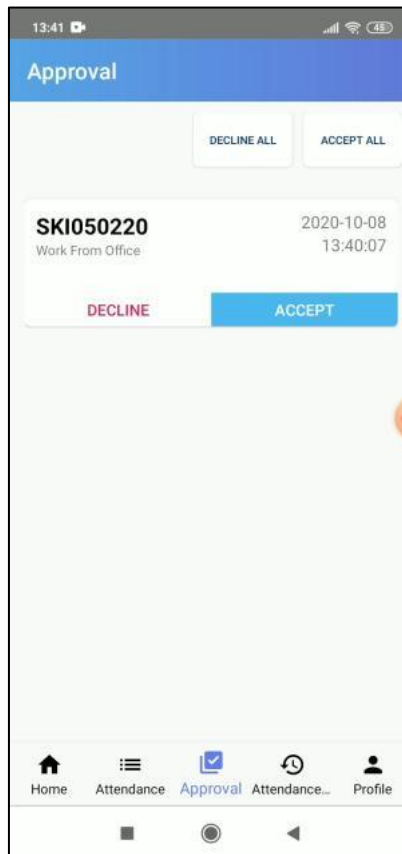 13:41 45
Approval
DECLINE ALL ACCEPT ALL
SKI050220 2020-10-08
Work From Office 13:40:07
DECLINE ACCEPT
Home Attendance Approval Attendance... Profile